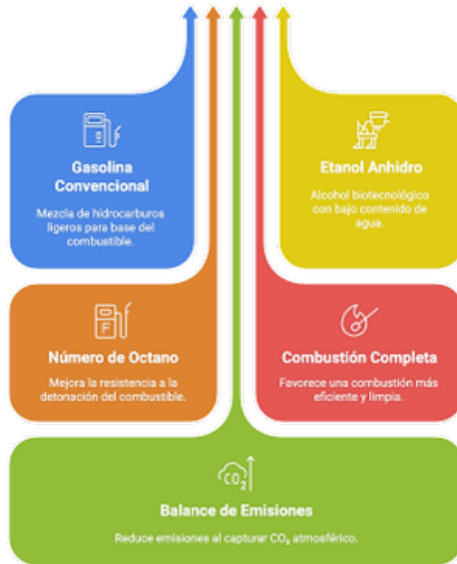 Gasolina
Convencional
Mezcla de hidrocarburos
ligeros para base del
combustible.
Etanol Anhidro
Alcohol biotecnológico
con bajo contenido de
agua.
F
Número de Octano
Mejora la resistencia a la
detonación del combustible.
Combustión Completa
Favorece una combustión más
eficiente y limpia.
CO₂
Balance de Emisiones
Reduce emisiones al capturar CO₂ atmosférico.